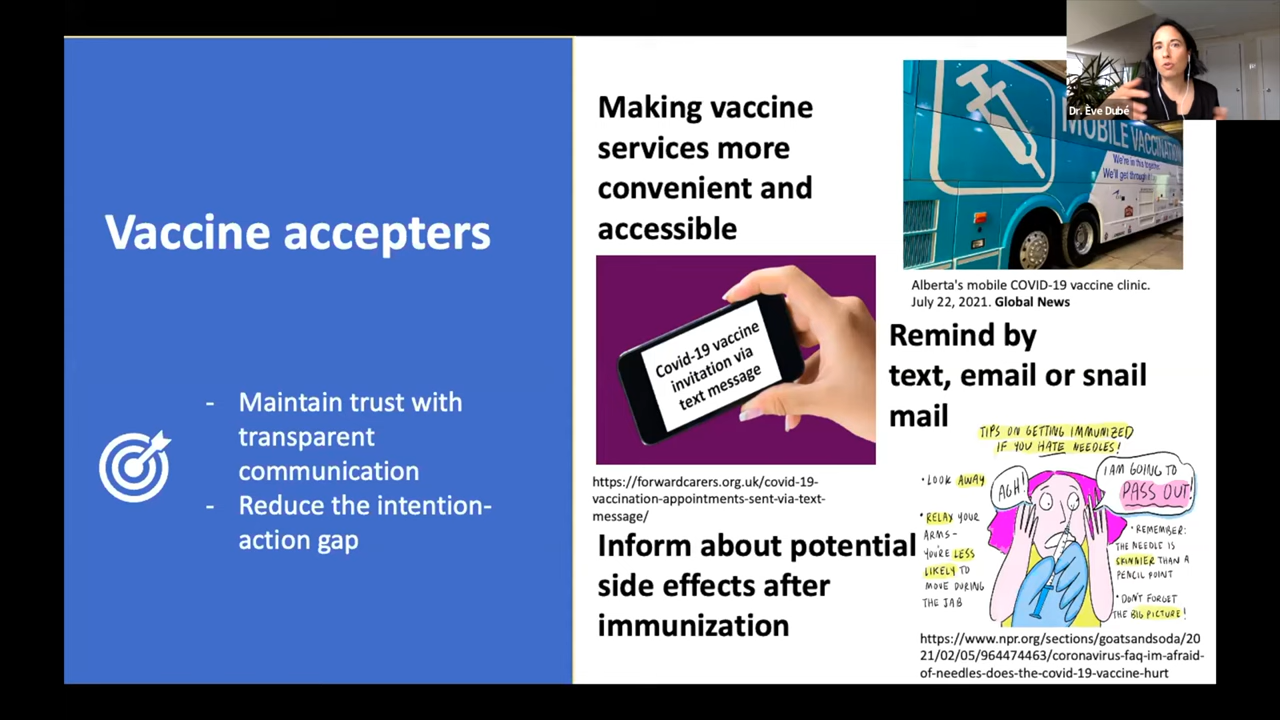 Vaccine accepters
- Maintain trust with
transparent
communication
- Reduce the intention-
action gap
Making vaccine
services more
convenient and
accessible
Covid-19 vaccine
invitation via
text message
https://forwardcarers.org.uk/covid-19-
vaccination-appointments-sent-via-text-
message/
Inform about potential
side effects after
immunization
MOBILE VACCINATION
We're in this together.
We'll get through it
Dr. Ève Dubé
Alberta's mobile COVID-19 vaccine clinic.
July 22, 2021. Global News
Remind by
text, email or snail
mail
TIPS ON GETTING IMMUNIZED
IF YOU HATE NEEDLES!
• LOOK AWAY
AGH!
I AM GOING TO
PASS OUT!
• RELAX YOUR
ARMS-
YOU'RE LESS
LIKELY TO
MOVE DURING
THE JAB
• REMEMBER:
THE NEEDLE IS
SKINNIER THAN A
PENCIL POINT
• DON'T FORGET
THE BIG PICTURE!
https://www.npr.org/sections/goatsandsoda/20
21/02/05/964474463/coronavirus-faq-im-afraid-
of-needles-does-the-covid-19-vaccine-hurt